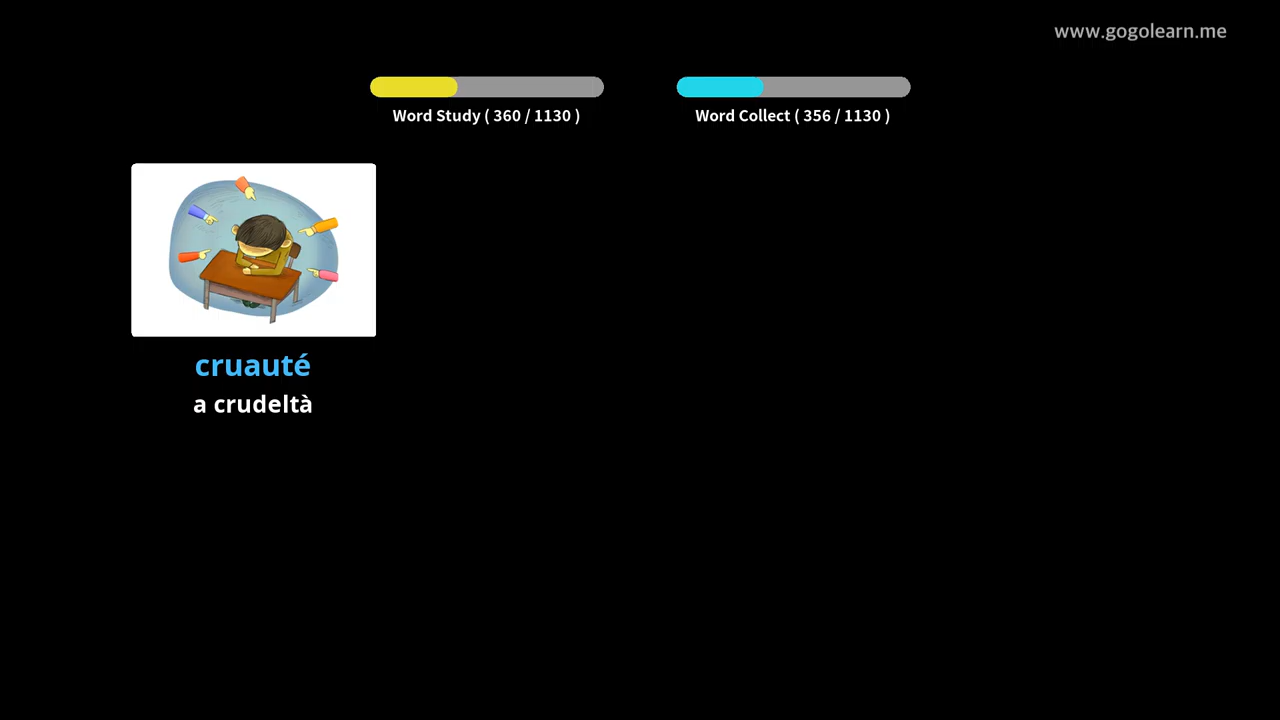 www.gogolearn.me
Word Study ( 360 / 1130 )
Word Collect ( 356 / 1130 )
cruauté
a crudeltà